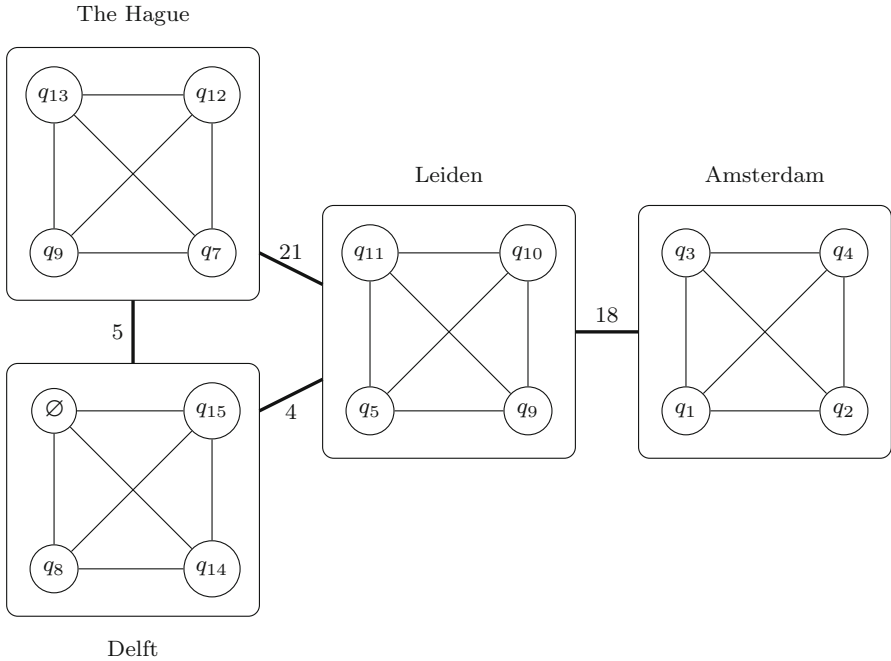 The Hague
q13 q12
q9 q7
21
5
Leiden
q11 q10
q5 q9
4
18
Amsterdam
q3 q4
q1 q2
∅ q15
q8 q14
Delft